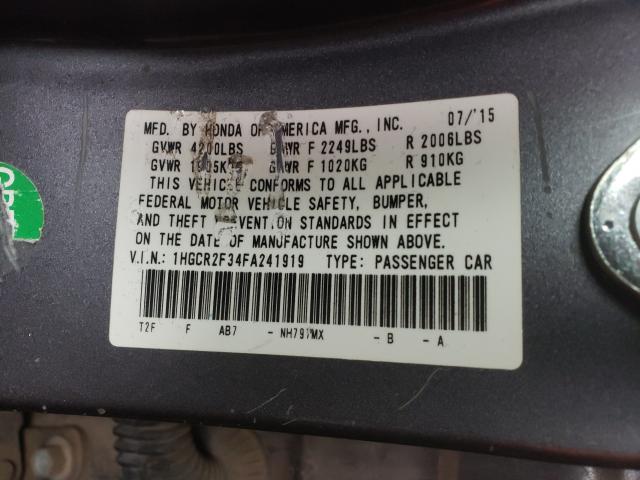 07/'15
MFD. BY HONDA OF AMERICA MFG., INC.
GVWR 4200LBS GAWR F 2249LBS R 2006LBS
GVWR 1905KG GAWR F 1020KG R 910KG
THIS VEHICLE CONFORMS TO ALL APPLICABLE
FEDERAL MOTOR VEHICLE SAFETY, BUMPER,
AND THEFT PREVENTION STANDARDS IN EFFECT
ON THE DATE OF MANUFACTURE SHOWN ABOVE.
V.I.N.: 1HGCR2F34FA241919 TYPE: PASSENGER CAR
T2F F AB7 - NH797MX - B - A